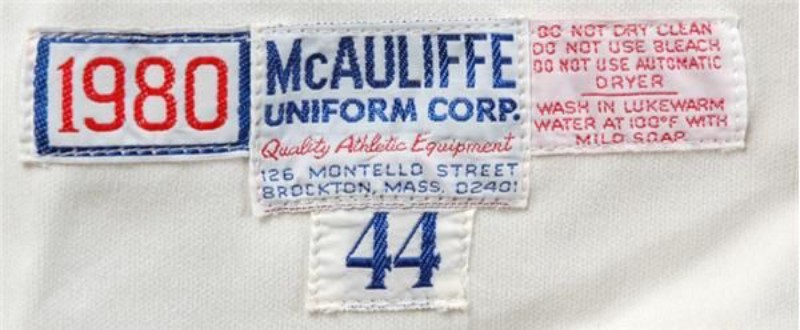 1980
McAULIFFE
UNIFORM CORP.
Quality Athletic Equipment
126 MONTELLO STREET
BROCKTON, MASS. 02401
DO NOT DRY CLEAN
DO NOT USE BLEACH
DO NOT USE AUTOMATIC
DRYER
WASH IN LUKEWARM
WATER AT 100°F WITH
MILD SOAP
44